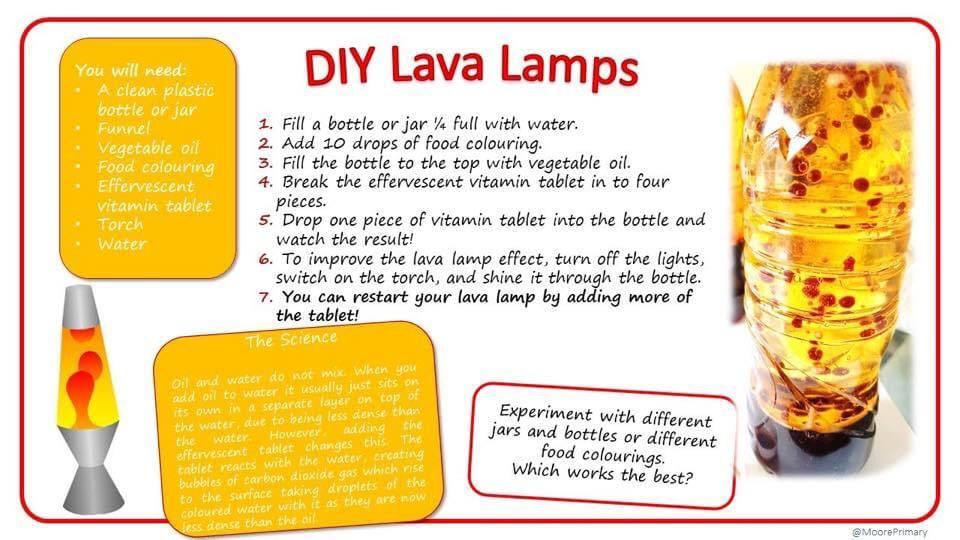 DIY Lava Lamps
You will need:
• A clean plastic
bottle or jar
• Funnel
• Vegetable oil
• Food colouring
• Effervescent
vitamin tablet
• Torch
• Water
1. Fill a bottle or jar ¼ full with water.
2. Add 10 drops of food colouring.
3. Fill the bottle to the top with vegetable oil.
4. Break the effervescent vitamin tablet in to four
pieces.
5. Drop one piece of vitamin tablet into the bottle and
watch the result!
6. To improve the lava lamp effect, turn off the lights,
switch on the torch, and shine it through the bottle.
7. You can restart your lava lamp by adding more of
the tablet!
The Science
Oil and water do not mix. When you
add oil to water it usually just sits on
its own in a separate layer on top of
the water, due to being less dense than
the water. However, adding the
effervescent tablet changes this. The
tablet reacts with the water, creating
bubbles of carbon dioxide gas which rise
to the surface taking droplets of the
coloured water with it as they are now
less dense than the oil.
Experiment with different
jars and bottles or different
food colourings.
Which works the best?
@MoorePrimary